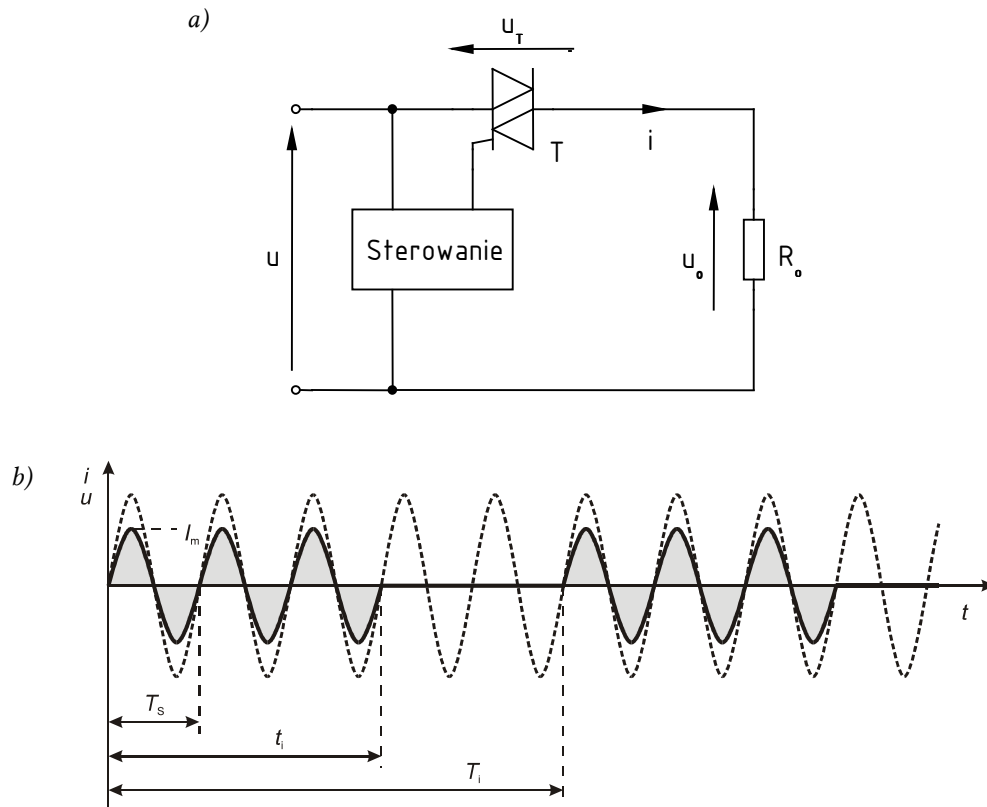 a)
u_T
T
i
u
Sterowanie
u_o
R_o
b)
i
u
I_m
t
T_s
t_i
T_i